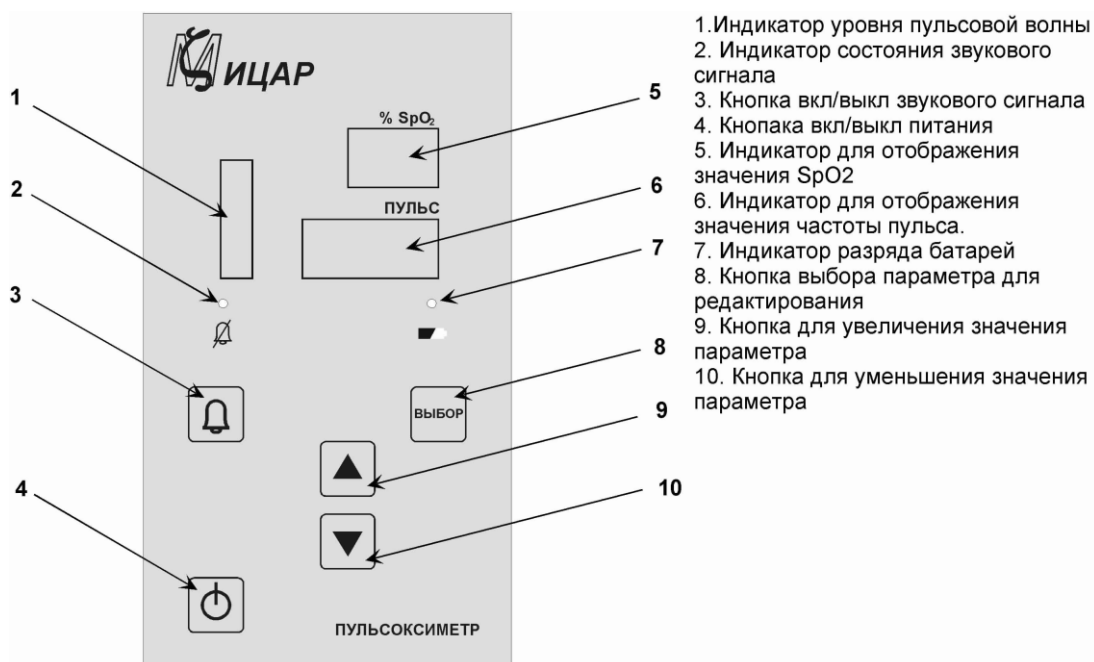 МИЦАР
% SpO₂
ПУЛЬС
ВЫБОР
ПУЛЬСОКСИМЕТР
1
2
3
4
5
6
7
8
9
10
1.Индикатор уровня пульсовой волны
2. Индикатор состояния звукового
сигнала
3. Кнопка вкл/выкл звукового сигнала
4. Кнопака вкл/выкл питания
5. Индикатор для отображения
значения SpO2
6. Индикатор для отображения
значения частоты пульса.
7. Индикатор разряда батарей
8. Кнопка выбора параметра для
редактирования
9. Кнопка для увеличения значения
параметра
10. Кнопка для уменьшения значения
параметра